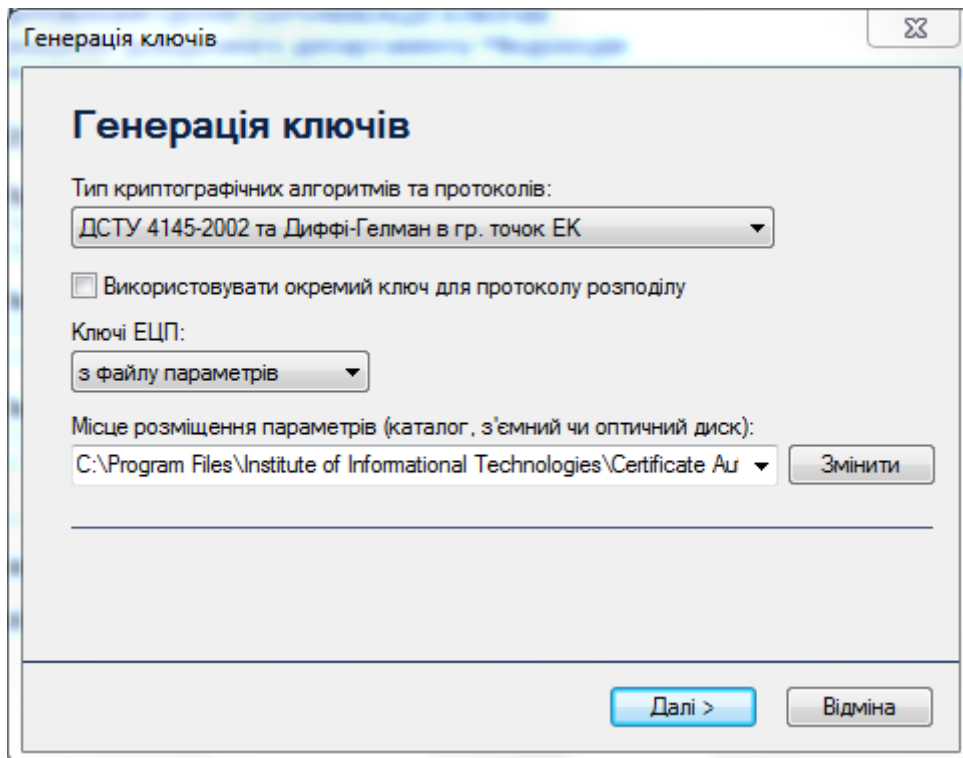 Генерація ключів
Генерація ключів
Тип криптографічних алгоритмів та протоколів:
ДСТУ 4145-2002 та Диффі-Гелман в гр. точок ЕК
Використовувати окремий ключ для протоколу розподілу
Ключі ЕЦП:
з файлу параметрів
Місце розміщення параметрів (каталог, з'ємний чи оптичний диск):
C:\Program Files\Institute of Informational Technologies\Certificate Aut Змінити
Далі > Відміна